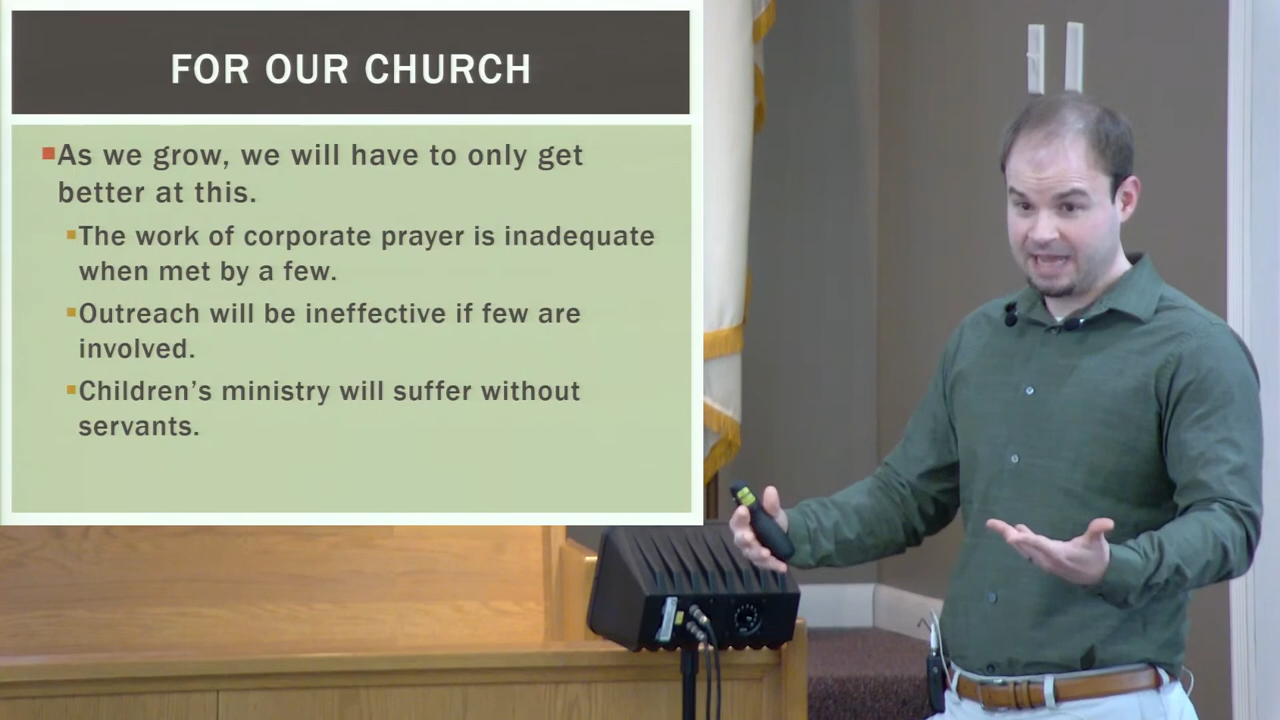 FOR OUR CHURCH
As we grow, we will have to only get
better at this.
The work of corporate prayer is inadequate
when met by a few.
Outreach will be ineffective if few are
involved.
Children's ministry will suffer without
servants.